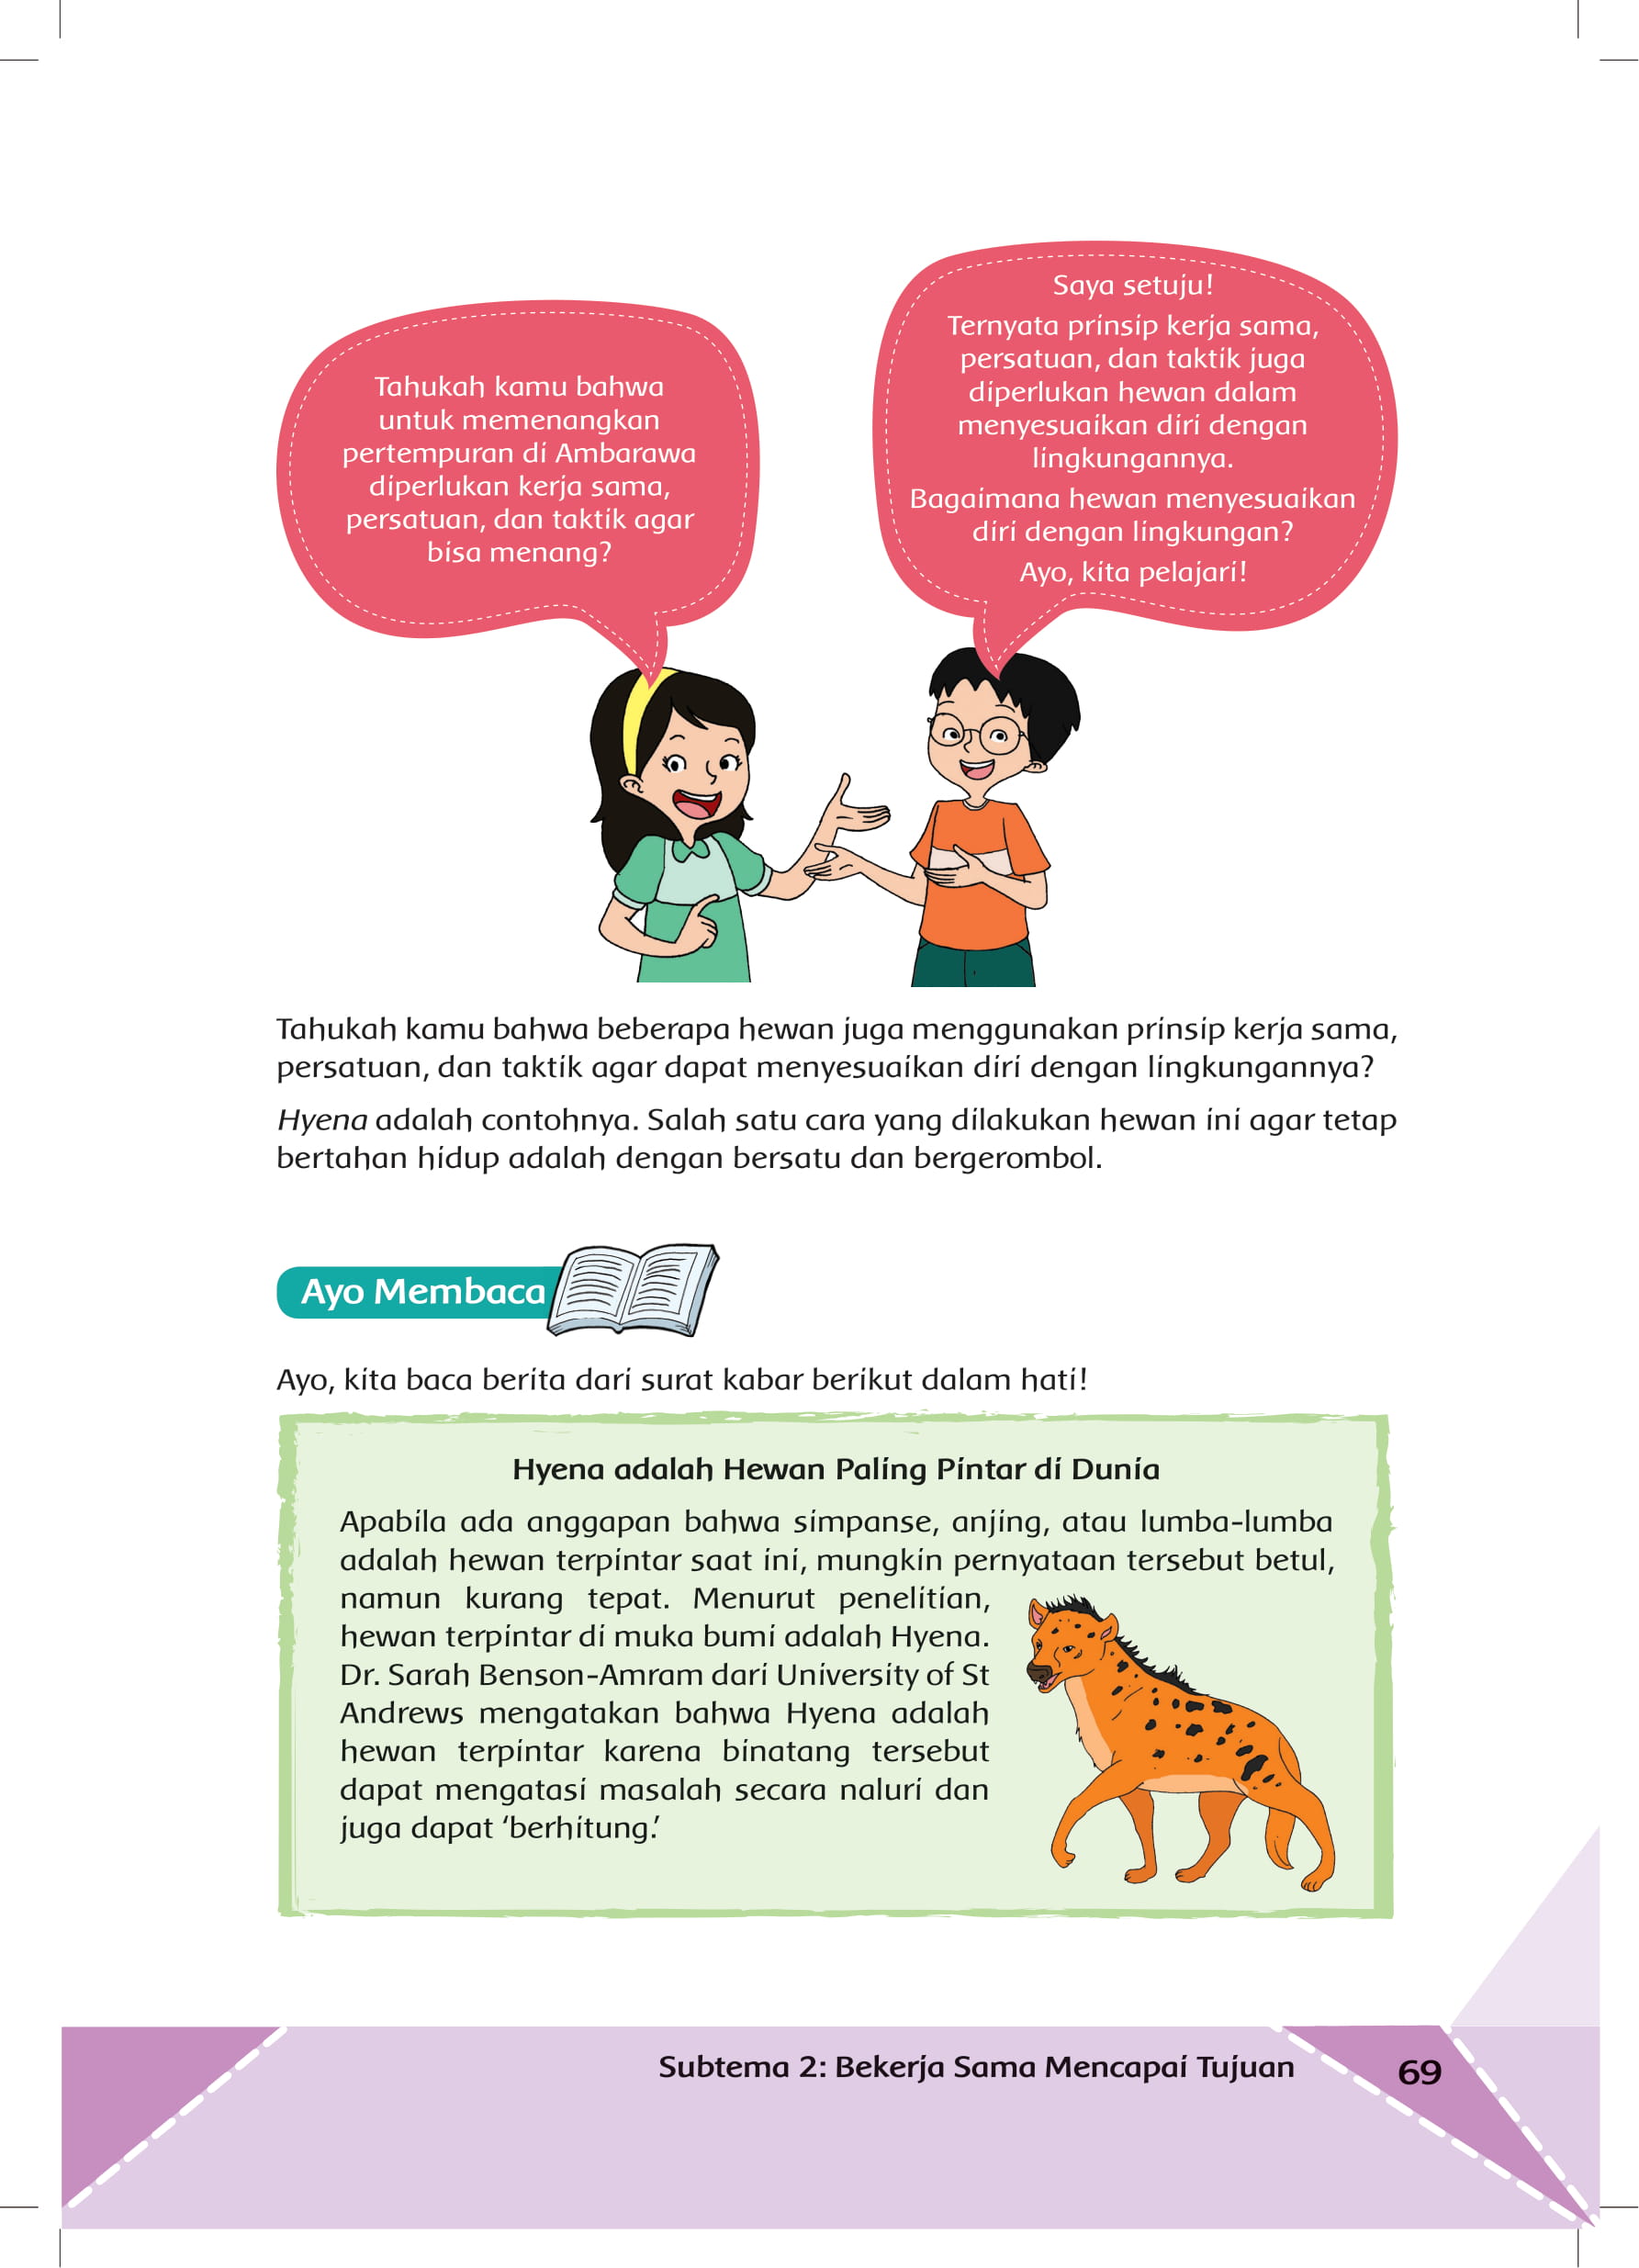 Tahukah kamu bahwa
untuk memenangkan
pertempuran di Ambarawa
diperlukan kerja sama,
persatuan, dan taktik agar
bisa menang?
Saya setuju!
Ternyata prinsip kerja sama,
persatuan, dan taktik juga
diperlukan hewan dalam
menyesuaikan diri dengan
lingkungannya.
Bagaimana hewan menyesuaikan
diri dengan lingkungan?
Ayo, kita pelajari!
Tahukah kamu bahwa beberapa hewan juga menggunakan prinsip kerja sama,
persatuan, dan taktik agar dapat menyesuaikan diri dengan lingkungannya?
Hyena adalah contohnya. Salah satu cara yang dilakukan hewan ini agar tetap
bertahan hidup adalah dengan bersatu dan bergerombol.
Ayo Membaca
Ayo, kita baca berita dari surat kabar berikut dalam hati!
Hyena adalah Hewan Paling Pintar di Dunia
Apabila ada anggapan bahwa simpanse, anjing, atau lumba-lumba
adalah hewan terpintar saat ini, mungkin pernyataan tersebut betul,
namun kurang tepat. Menurut penelitian,
hewan terpintar di muka bumi adalah Hyena.
Dr. Sarah Benson-Amram dari University of St
Andrews mengatakan bahwa Hyena adalah
hewan terpintar karena binatang tersebut
dapat mengatasi masalah secara naluri dan
juga dapat ‘berhitung.’
Subtema 2: Bekerja Sama Mencapai Tujuan
69